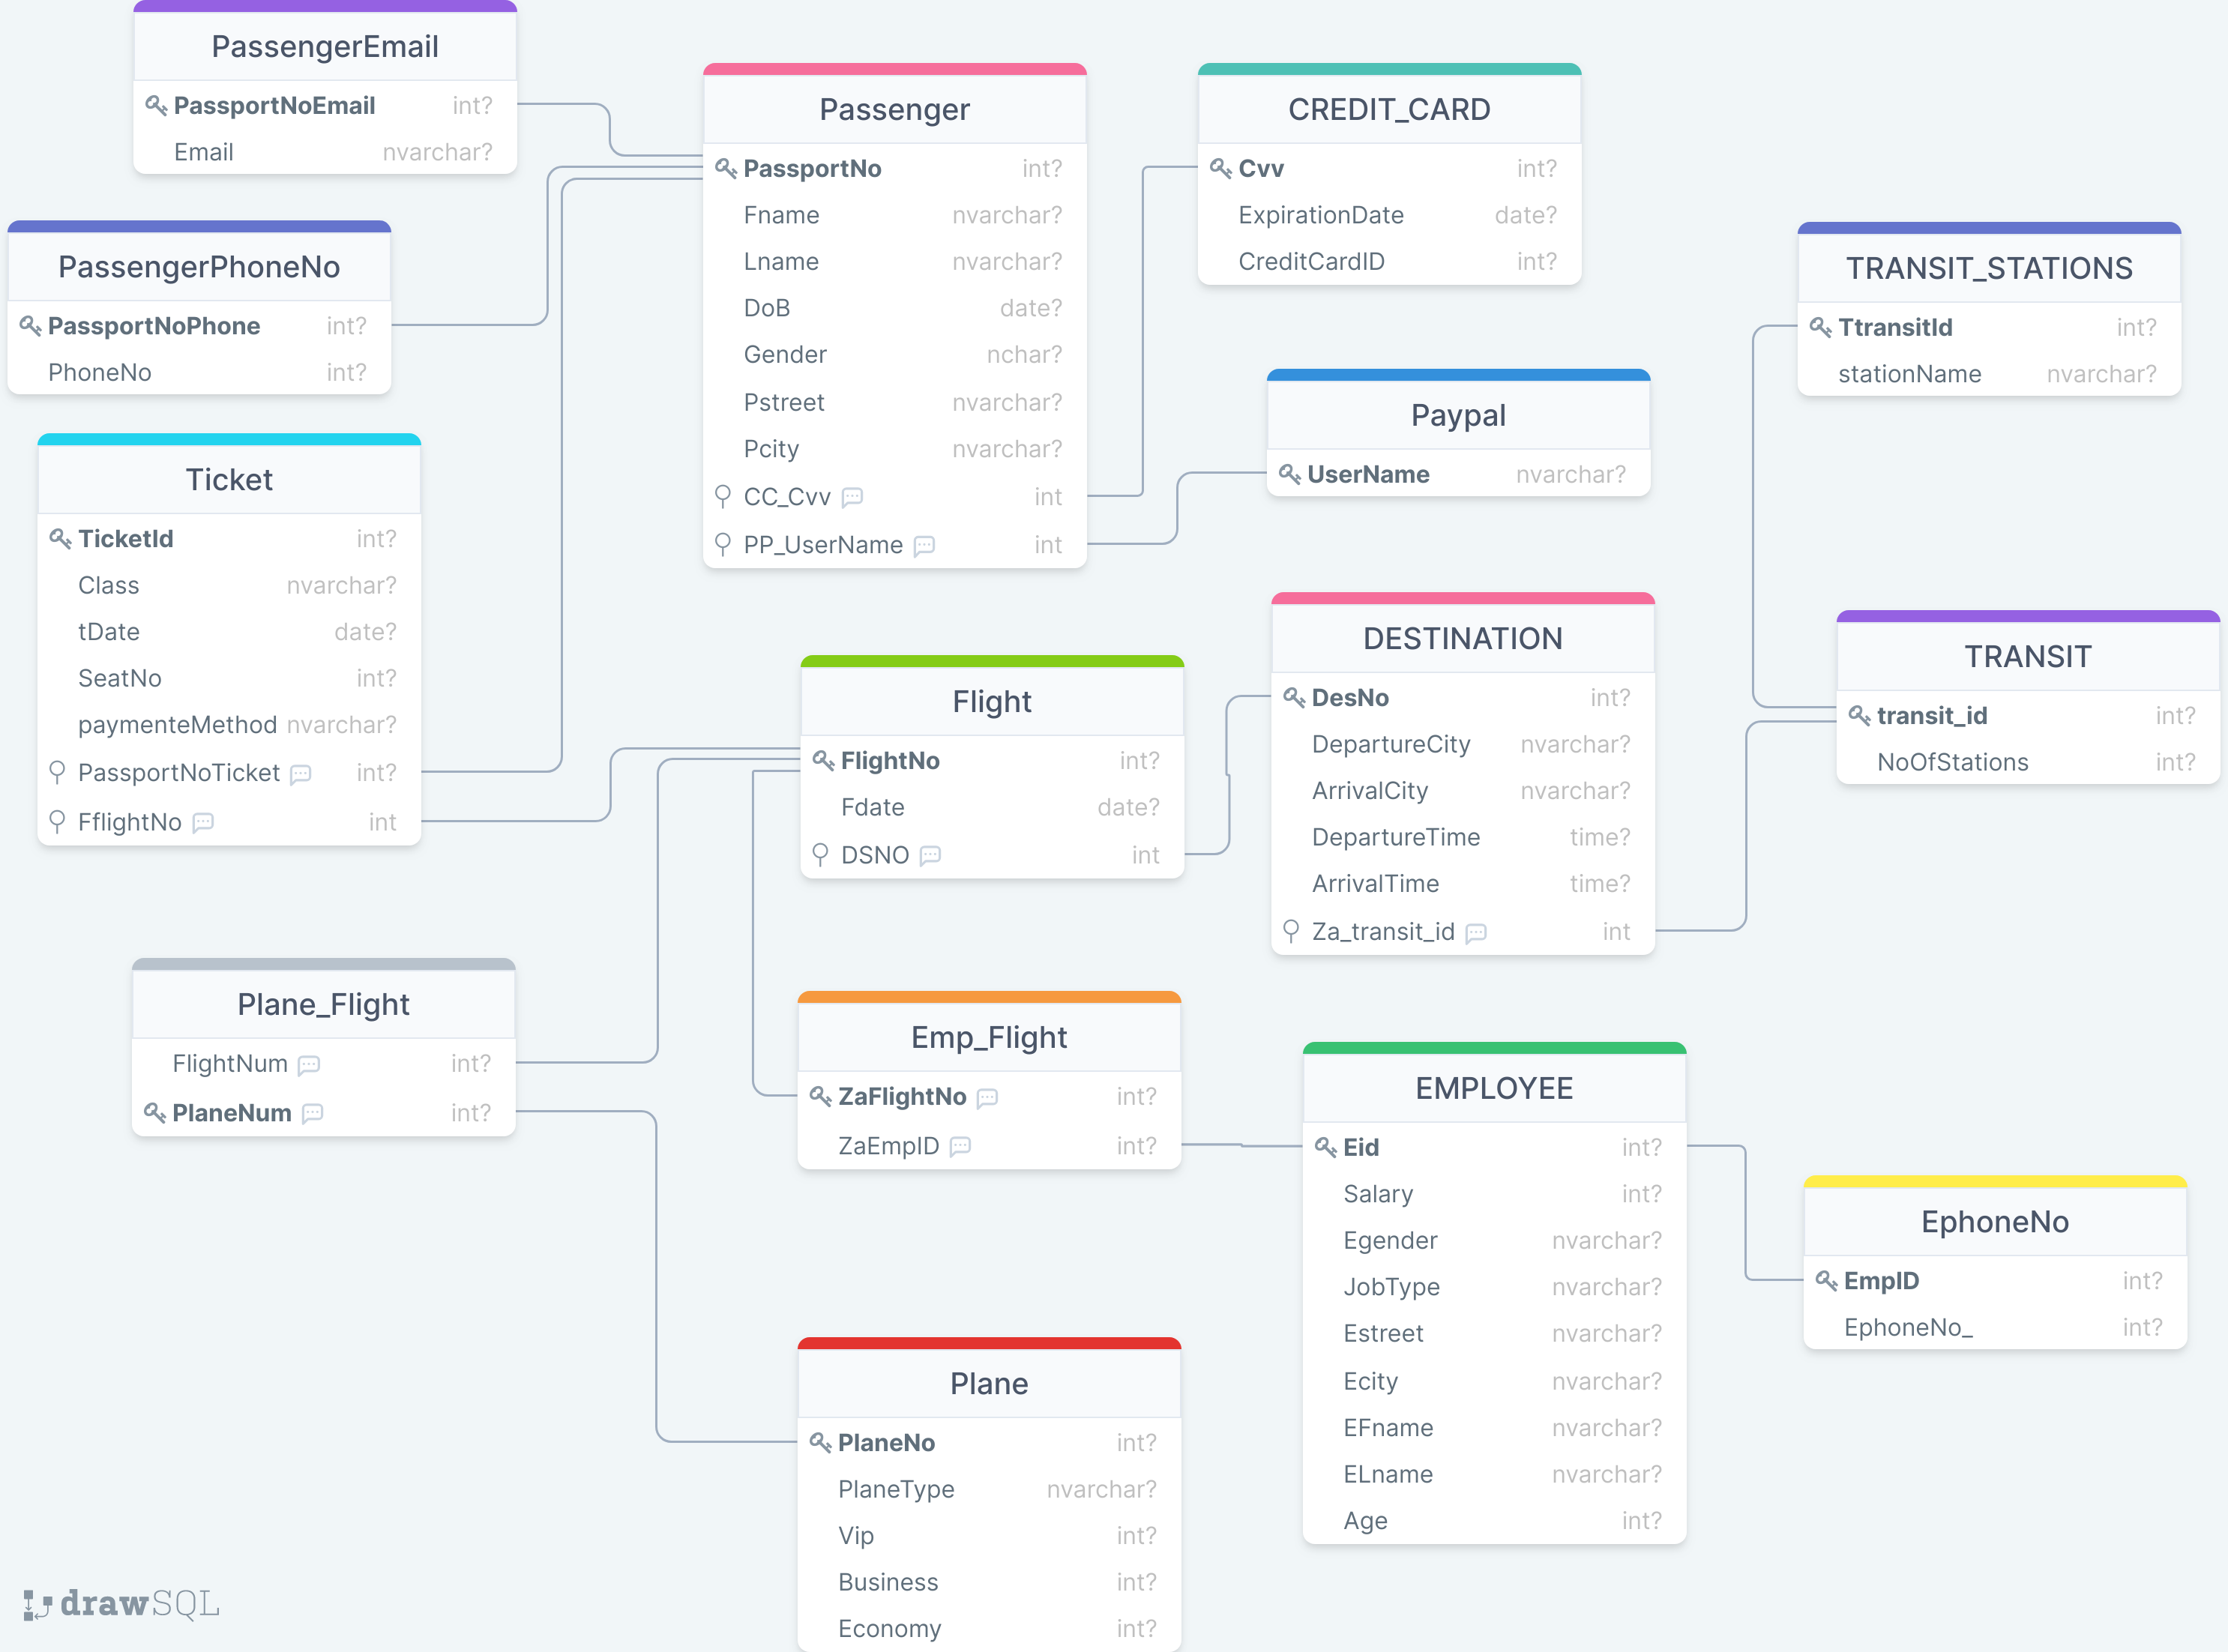 PassengerEmail
PassportNoEmail int?
Email nvarchar?
PassengerPhoneNo
PassportNoPhone int?
PhoneNo int?
Ticket
TicketId int?
Class nvarchar?
tDate date?
SeatNo int?
paymenteMethod nvarchar?
PassportNoTicket int?
FflightNo int
Passenger
PassportNo int?
Fname nvarchar?
Lname nvarchar?
DoB date?
Gender nchar?
Pstreet nvarchar?
Pcity nvarchar?
CC_Cvv int
PP_UserName int
CREDIT_CARD
Cvv int?
ExpirationDate date?
CreditCardID int?
Paypal
UserName nvarchar?
TRANSIT_STATIONS
TtransitId int?
stationName nvarchar?
TRANSIT
transit_id int?
NoOfStations int?
DESTINATION
DesNo int?
DepartureCity nvarchar?
ArrivalCity nvarchar?
DepartureTime time?
ArrivalTime time?
Za_transit_id int
Flight
FlightNo int?
Fdate date?
DSNO int
Plane_Flight
FlightNum int?
PlaneNum int?
Emp_Flight
ZaFlightNo int?
ZaEmpID int?
EMPLOYEE
Eid int?
Salary int?
Egender nvarchar?
JobType nvarchar?
Estreet nvarchar?
Ecity nvarchar?
EFname nvarchar?
ELname nvarchar?
Age int?
EphoneNo
EmpID int?
EphoneNo_ int?
Plane
PlaneNo int?
PlaneType nvarchar?
Vip int?
Business int?
Economy int?
drawSQL